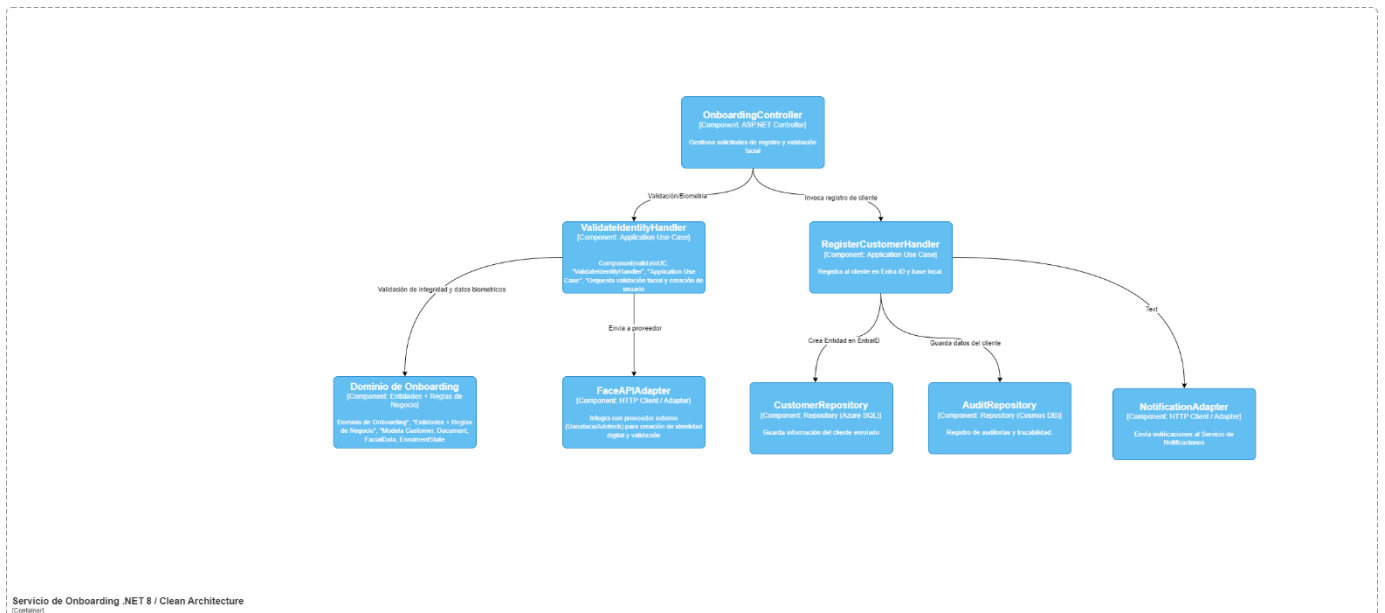 OnboardingController
[Component: ASP.NET Controller]
Gestiona solicitudes de registro y validación
facial
Validación/Biometría
Invoca registro de cliente
ValidateIdentityHandler
[Component: Application Use Case]
Component(validateUC,
"ValidateIdentityHandler", "Application Use
Case", "Orquesta validación facial y creación de
usuario
RegisterCustomerHandler
[Component: Application Use Case]
Registra al cliente en Entra ID y base local.
Validación de integridad y datos biometricos
Envía a proveedor
Crea Entidad en EntraID
Guarda datos del cliente
Text
Dominio de Onboarding
[Component: Entidades + Reglas de
Negocio]
Dominio de Onboarding", "Entidades + Reglas
de Negocio", "Modela Customer, Document,
FacialData, EnrolmentState
FaceAPIAdapter
[Component: HTTP Client / Adapter]
Integra con proveedor externo
para creación de identidad
digital y validación
CustomerRepository
[Component: Repository (Azure SQL)]
Guarda información del cliente enrolado
AuditRepository
[Component: Repository (Cosmos DB)]
Registro de auditorías y trazabilidad.
NotificationAdapter
[Component: HTTP Client / Adapter]
Envía notificaciones al Servicio de
Notificaciones
Servicio de Onboarding .NET 8 / Clean Architecture
[Container]